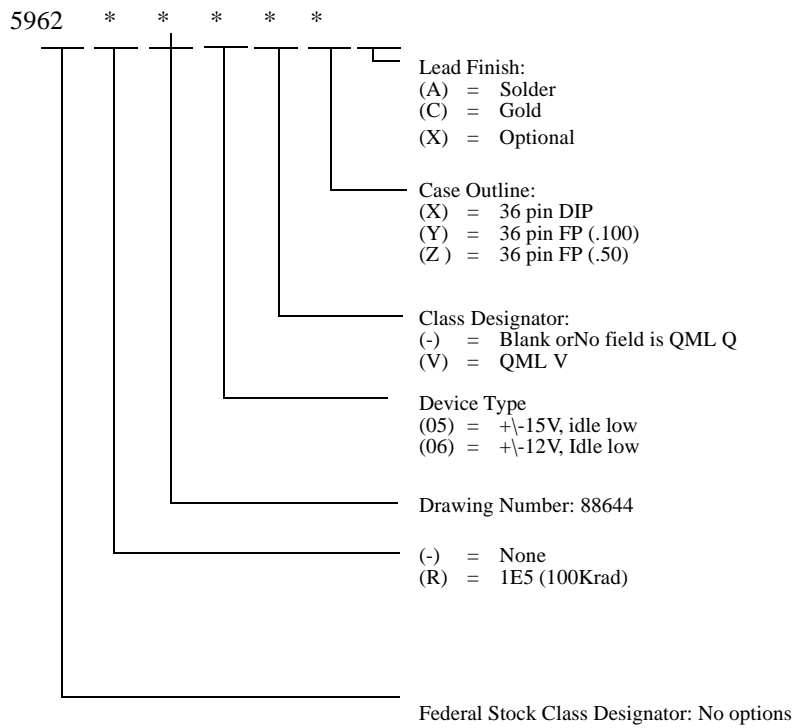 5962 * * * * *
Lead Finish:
(A) = Solder
(C) = Gold
(X) = Optional
Case Outline:
(X) = 36 pin DIP
(Y) = 36 pin FP (.100)
(Z ) = 36 pin FP (.50)
Class Designator:
(-) = Blank orNo field is QML Q
(V) = QML V
Device Type
(05) = +\-15V, idle low
(06) = +\-12V, Idle low
Drawing Number: 88644
(-) = None
(R) = 1E5 (100Krad)
Federal Stock Class Designator: No options